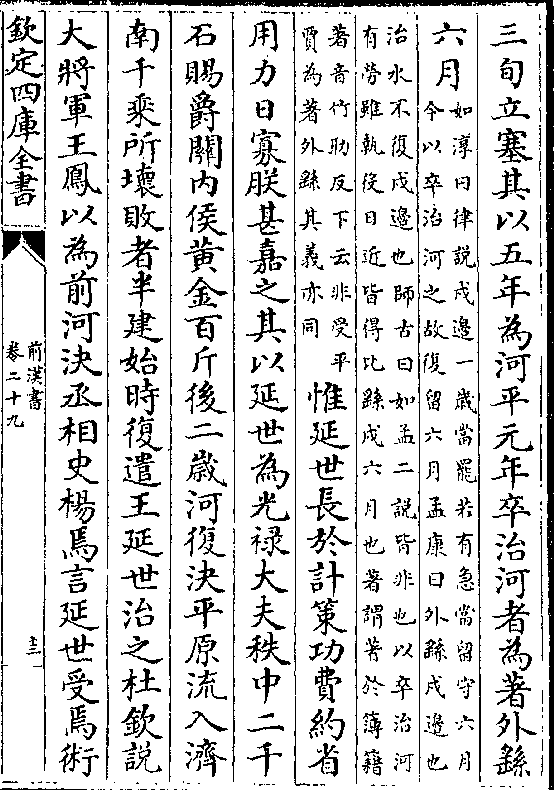 三旬立塞其以五年為河平元年卒治河者為著外繇
六月如淳曰律說戍邊一歲當罷若有急當留守六月
今以卒治河之故復留六月孟康曰外繇戍邊也
治水不復戍邊也師古曰如孟二說皆非也以卒治河
有勞雖執役日近皆得比繇戍六月也著謂著於簿籍
著音竹助反下云非受平
賈為著外繇其義亦同
惟延世長於計策功費約省
用力日寡朕甚嘉之其以延世為光禄大夫秩中二千
石賜爵關内侯黄金百斤後二歲河復決平原流入濟
南千乘所壞敗者半建始時復遣王延世治之杜欽說
大將軍王鳳以為前河決丞相史楊焉言延世受焉術
欽定四庫全書
前漢書
卷二十九
十三